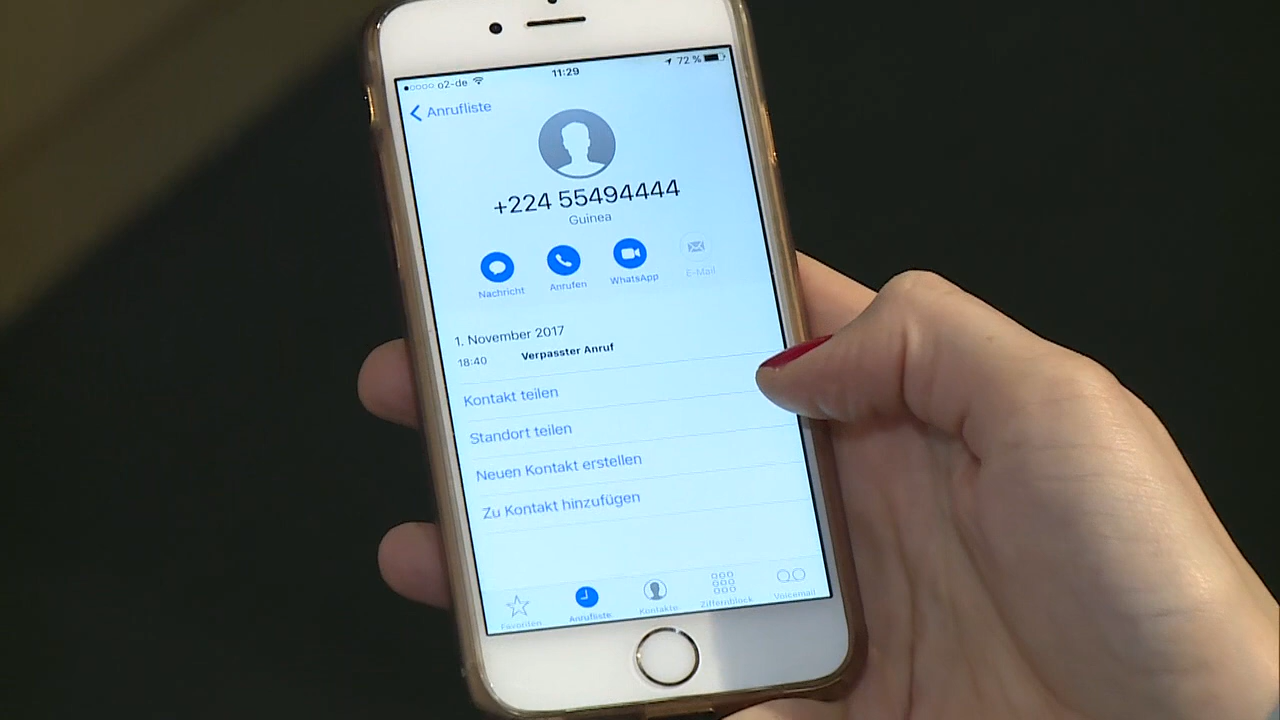 o2-de 11:29 72 %
Anrufliste
+224 55494444
Guinea
Nachricht Anrufen WhatsApp E-Mail
1. November 2017
18:40 Verpasster Anruf
Kontakt teilen
Standort teilen
Neuen Kontakt erstellen
Zu Kontakt hinzufügen
Favoriten Anrufliste Kontakte Ziffernblock Voicemail